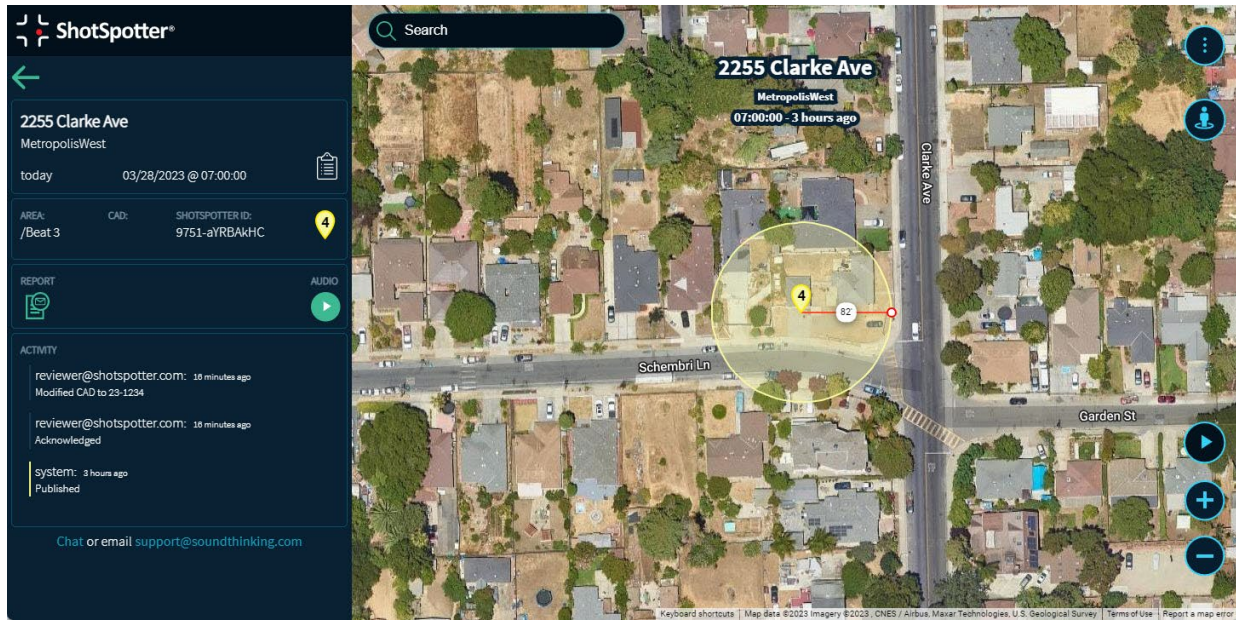 ShotSpotter®
2255 Clarke Ave
MetropolisWest
today 03/28/2023 @ 07:00:00
AREA: CAD: SHOTSPOTTER ID:
/Beat 3 9751-aYRBAkHC 4
REPORT AUDIO
ACTIVITY
reviewer@shotspotter.com: 16 minutes ago
Modified CAD to 23-1234
reviewer@shotspotter.com: 16 minutes ago
Acknowledged
system: 3 hours ago
Published
Chat or email support@soundthinking.com
Search
2255 Clarke Ave
MetropolisWest
07:00:00 - 3 hours ago
Clarke Ave
4
82'
Schembri Ln
Garden St
Keyboard shortcuts Map data ©2023 Imagery ©2023 , CNES / Airbus, Maxar Technologies, U.S. Geological Survey Terms of Use Report a map error